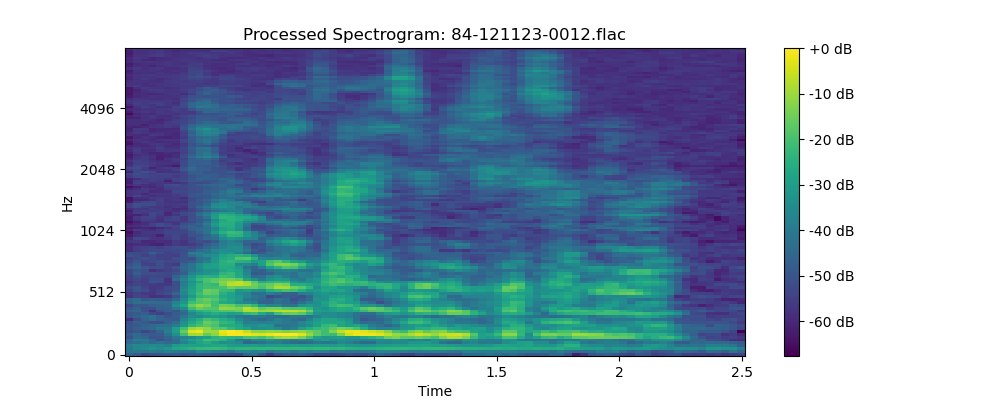 Processed Spectrogram: 84-121123-0012.flac
Hz
4096
2048
1024
512
0
0
0.5
1
1.5
2
2.5
Time
+0 dB
-10 dB
-20 dB
-30 dB
-40 dB
-50 dB
-60 dB